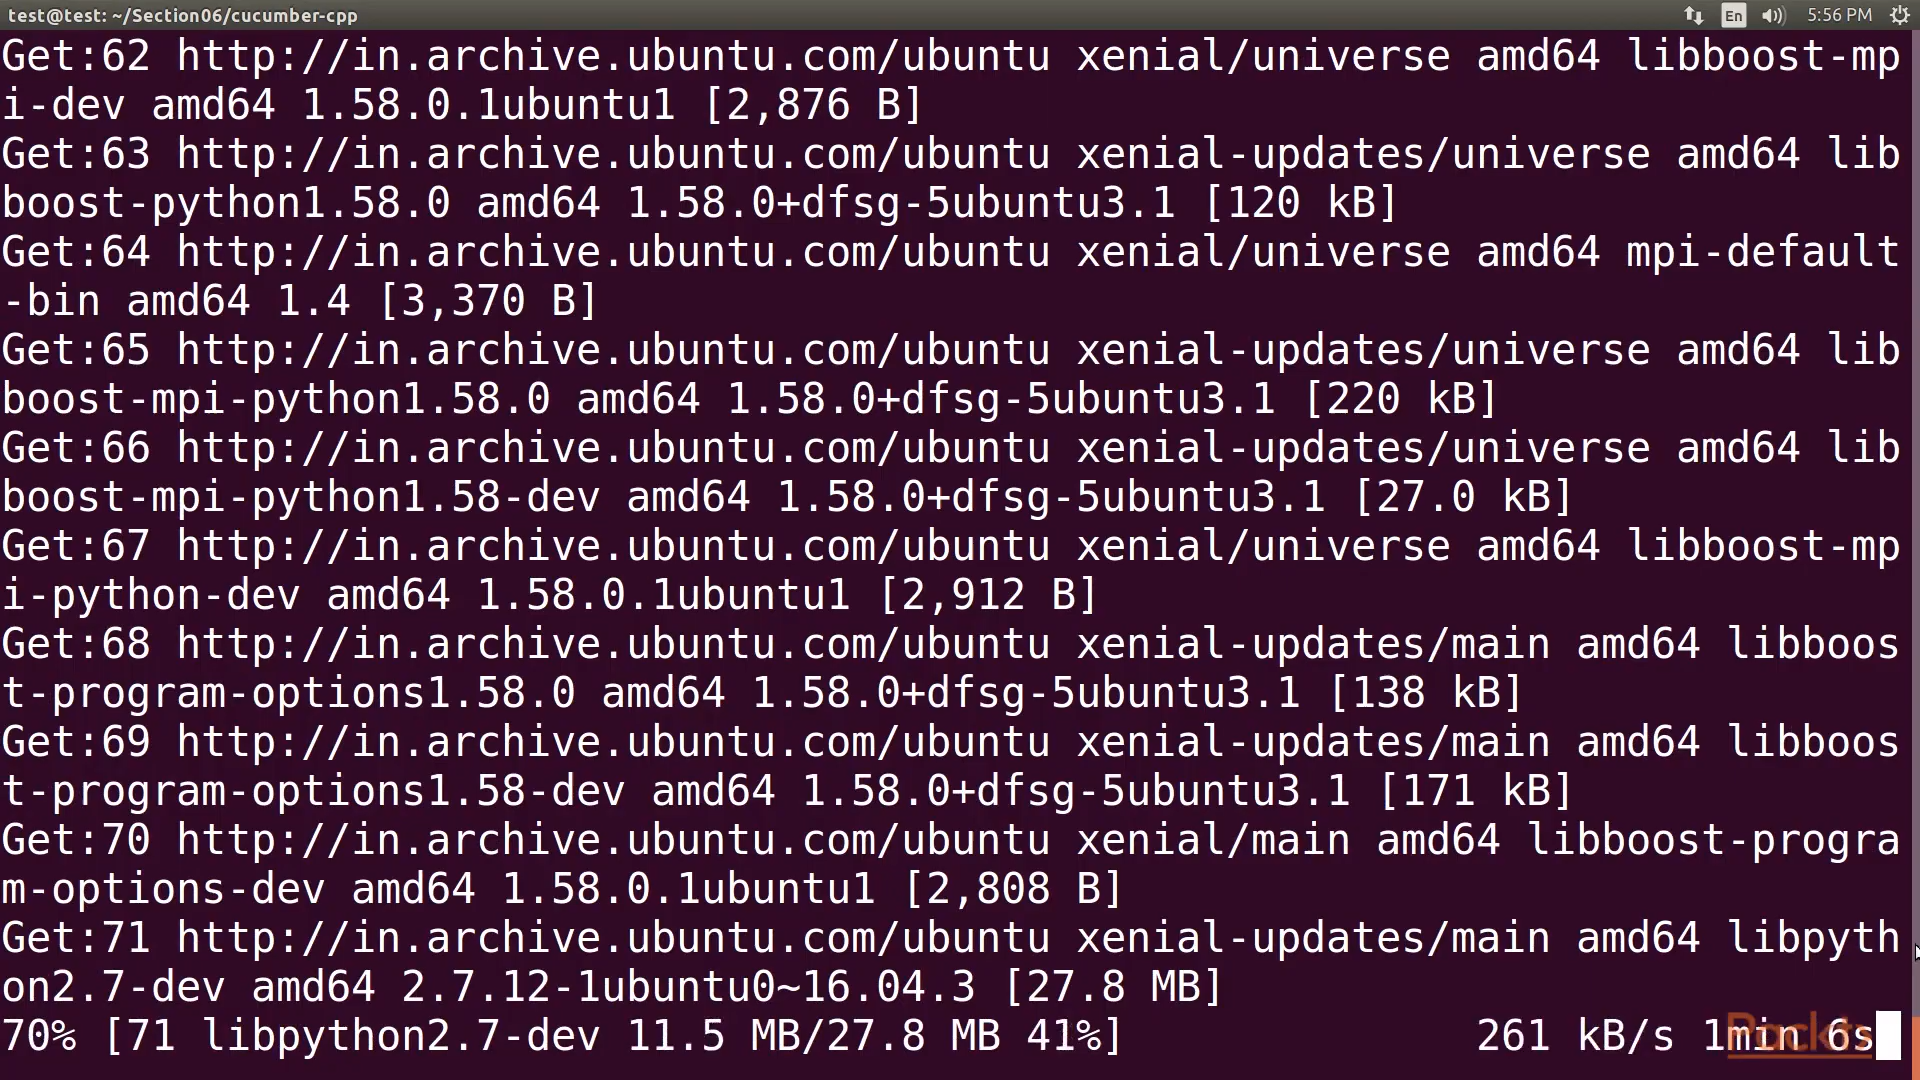 test@test: ~/Section06/cucumber-cpp
En
5:56 PM
Get:62 http://in.archive.ubuntu.com/ubuntu xenial/universe amd64 libboost-mp
i-dev amd64 1.58.0.1ubuntu1 [2,876 B]
Get:63 http://in.archive.ubuntu.com/ubuntu xenial-updates/universe amd64 lib
boost-python1.58.0 amd64 1.58.0+dfsg-5ubuntu3.1 [120 kB]
Get:64 http://in.archive.ubuntu.com/ubuntu xenial/universe amd64 mpi-default
-bin amd64 1.4 [3,370 B]
Get:65 http://in.archive.ubuntu.com/ubuntu xenial-updates/universe amd64 lib
boost-mpi-python1.58.0 amd64 1.58.0+dfsg-5ubuntu3.1 [220 kB]
Get:66 http://in.archive.ubuntu.com/ubuntu xenial-updates/universe amd64 lib
boost-mpi-python1.58-dev amd64 1.58.0+dfsg-5ubuntu3.1 [27.0 kB]
Get:67 http://in.archive.ubuntu.com/ubuntu xenial/universe amd64 libboost-mp
i-python-dev amd64 1.58.0.1ubuntu1 [2,912 B]
Get:68 http://in.archive.ubuntu.com/ubuntu xenial-updates/main amd64 libboos
t-program-options1.58.0 amd64 1.58.0+dfsg-5ubuntu3.1 [138 kB]
Get:69 http://in.archive.ubuntu.com/ubuntu xenial-updates/main amd64 libboos
t-program-options1.58-dev amd64 1.58.0+dfsg-5ubuntu3.1 [171 kB]
Get:70 http://in.archive.ubuntu.com/ubuntu xenial/main amd64 libboost-progra
m-options-dev amd64 1.58.0.1ubuntu1 [2,808 B]
Get:71 http://in.archive.ubuntu.com/ubuntu xenial-updates/main amd64 libpyth
on2.7-dev amd64 2.7.12-1ubuntu0~16.04.3 [27.8 MB]
70% [71 libpython2.7-dev 11.5 MB/27.8 MB 41%] 261 kB/s 1min 6s